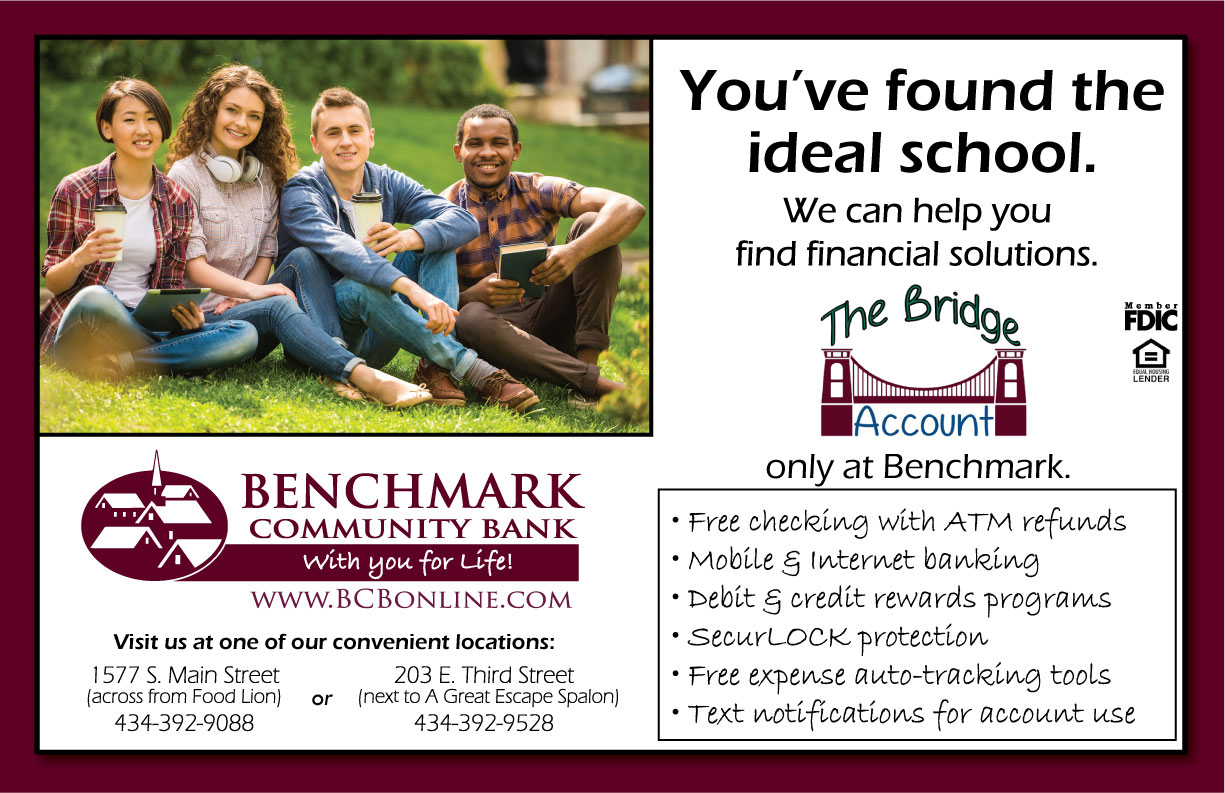 You’ve found the
ideal school.
We can help you
find financial solutions.
The Bridge
Account
Member
FDIC
EQUAL HOUSING
LENDER
only at Benchmark.
• Free checking with ATM refunds
• Mobile & Internet banking
• Debit & credit rewards programs
• SecurLOCK protection
• Free expense auto-tracking tools
• Text notifications for account use
BENCHMARK
COMMUNITY BANK
With you for Life!
WWW.BCBONLINE.COM
Visit us at one of our convenient locations:
1577 S. Main Street
(across from Food Lion)
434-392-9088
or
203 E. Third Street
(next to A Great Escape Spalon)
434-392-9528